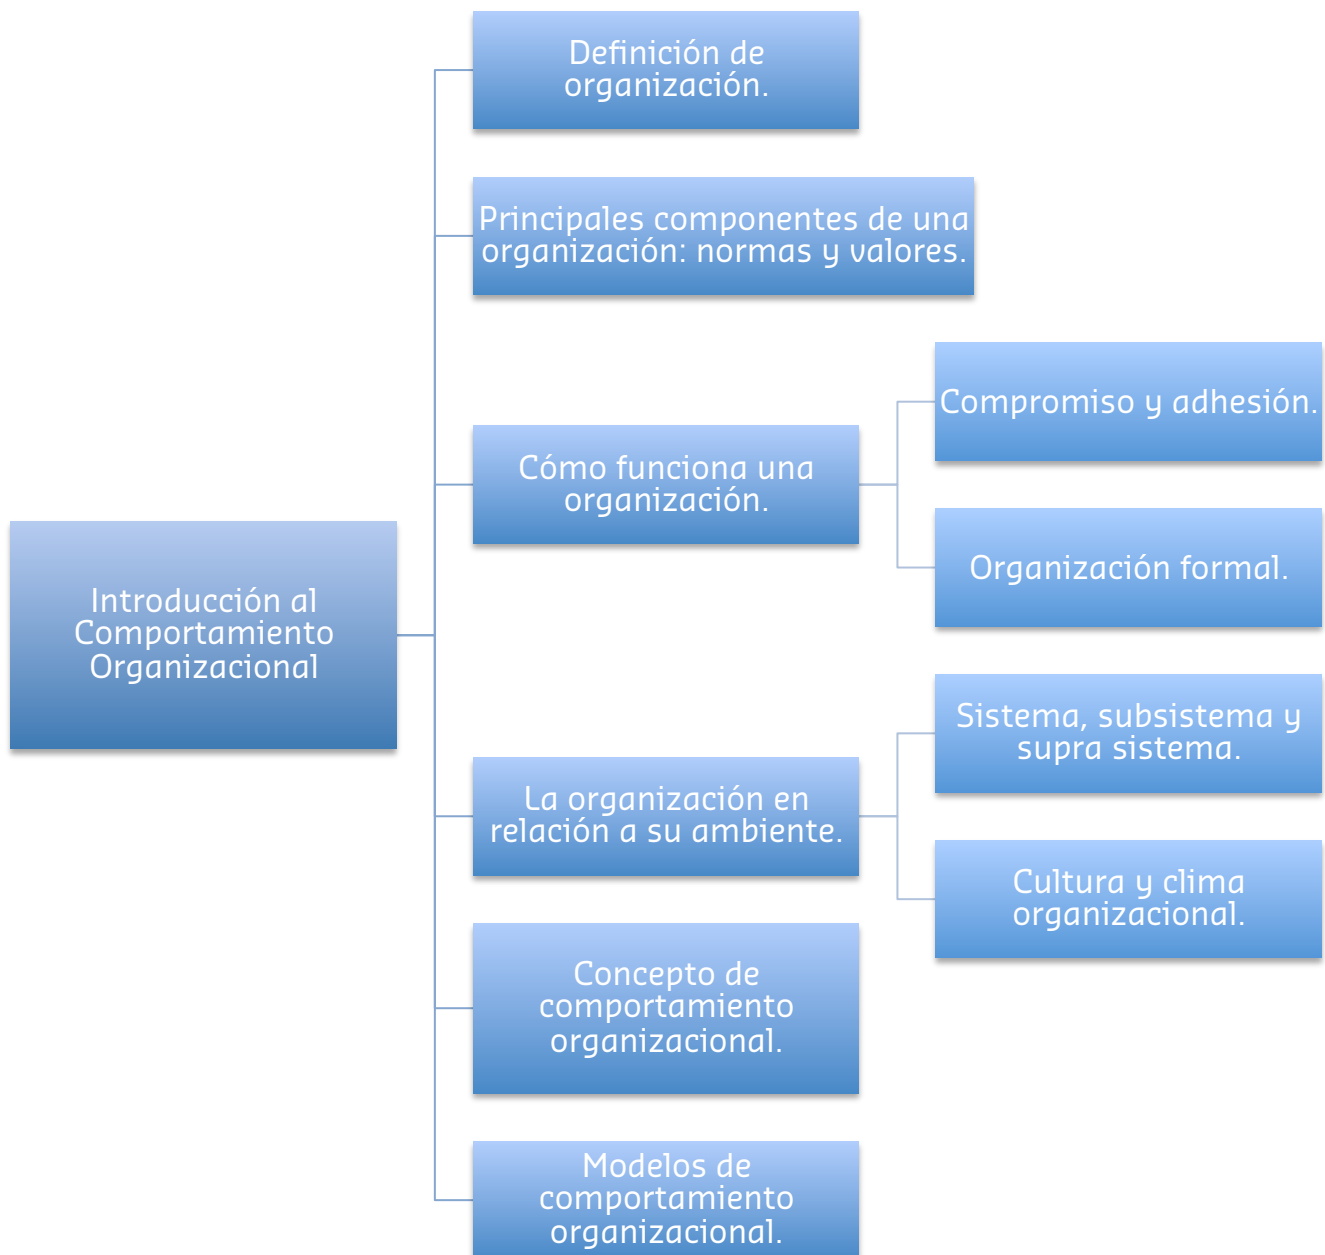 Definición de
organización.
Principales componentes de una
organización: normas y valores.
Cómo funciona una
organización.
Compromiso y adhesión.
Organización formal.
Introducción al
Comportamiento
Organizacional
La organización en
relación a su ambiente.
Sistema, subsistema y
supra sistema.
Cultura y clima
organizacional.
Concepto de
comportamiento
organizacional.
Modelos de
comportamiento
organizacional.